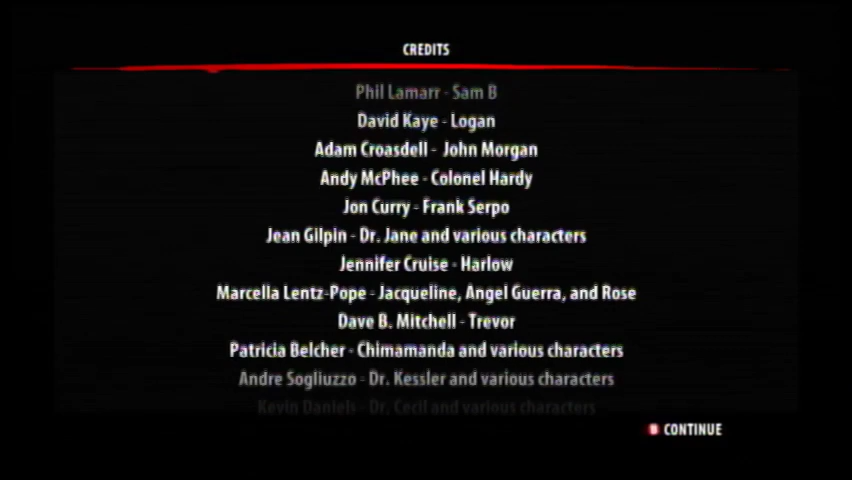 CREDITS
Phil Lamarr - Sam B
David Kaye - Logan
Adam Croasdell - John Morgan
Andy McPhee - Colonel Hardy
Jon Curry - Frank Serpo
Jean Gilpin - Dr. Jane and various characters
Jennifer Cruise - Harlow
Marcella Lentz-Pope - Jacqueline, Angel Guerra, and Rose
Dave B. Mitchell - Trevor
Patricia Belcher - Chimamanda and various characters
Andre Sogliuzzo - Dr. Kessler and various characters
Kevin Daniels - Dr. Cecil and various characters
B CONTINUE